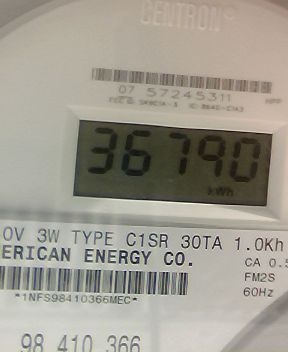 CENTRON®
07 57245311
36790
kWh
0V 3W TYPE C1SR 30TA 1.0Kh
ERICAN ENERGY CO.
CA 0.5
FM2S
*1NFS98410366MEC*
60Hz
98 410 366